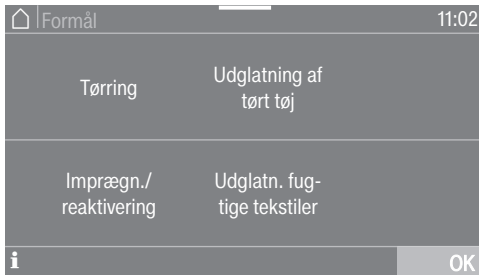 Formål
11:02
Tørring
Udglatning af
tørt tøj
Imprægn./
reaktivering
Udglatn. fug-
tige tekstiler
i
OK